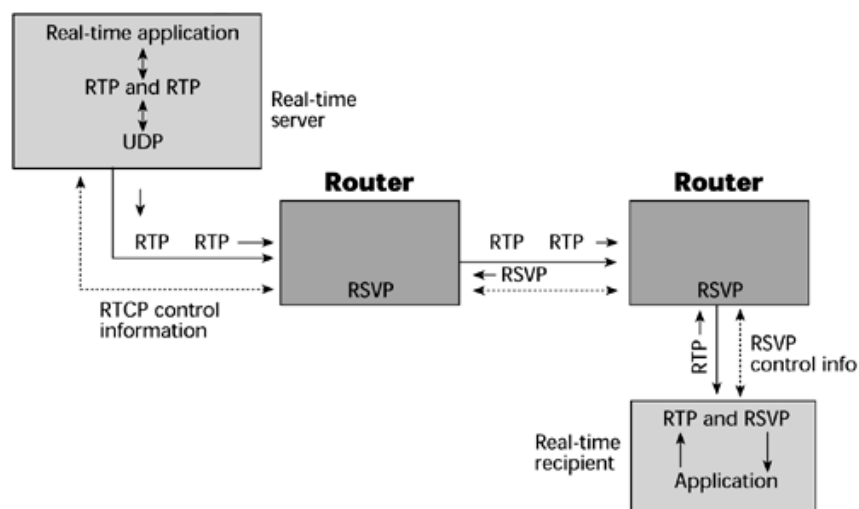 Real-time application
RTP and RTP
UDP
Real-time
server
Router
Router
RTP RTP
RTP RTP
RSVP
RSVP
RSVP
RTCP control
information
RTP
RSVP
control info
RTP and RSVP
Real-time
recipient
Application